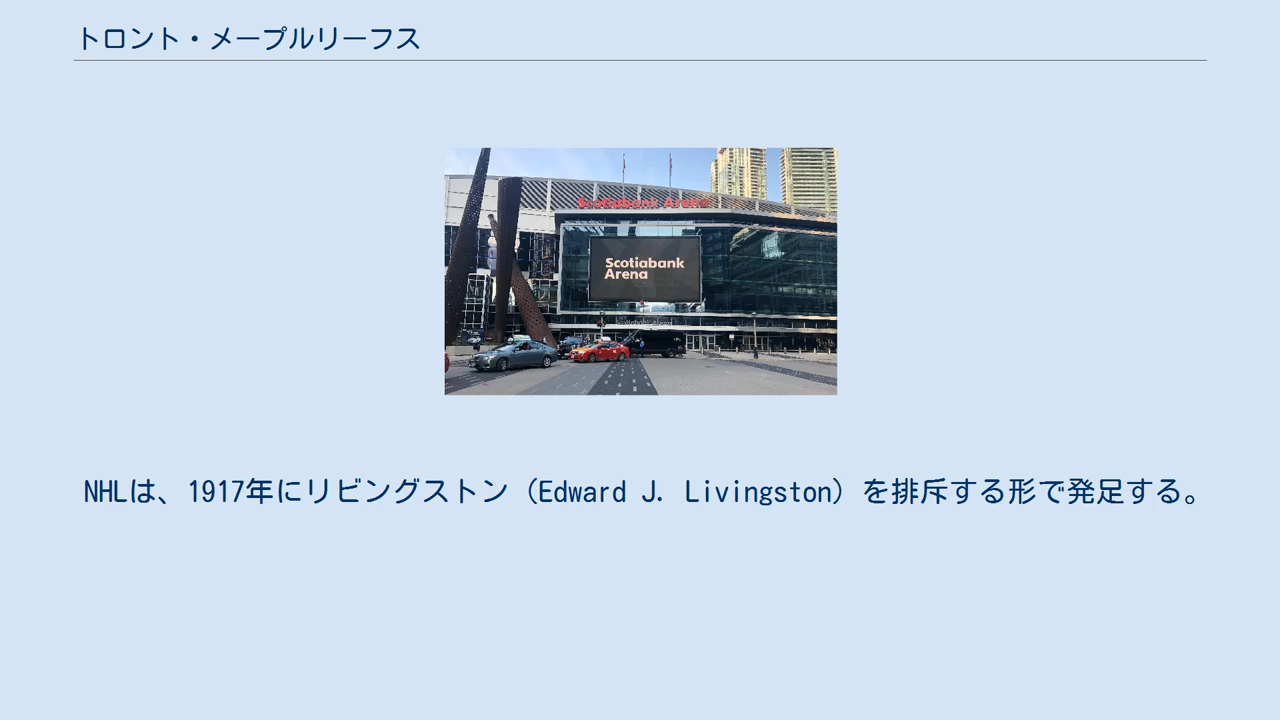 トロント・メープルリーフス
Scotiabank Arena
Scotiabank
Arena
Scotiabank Arena
NHLは、1917年にリビングストン（Edward J. Livingston）を排斥する形で発足する。